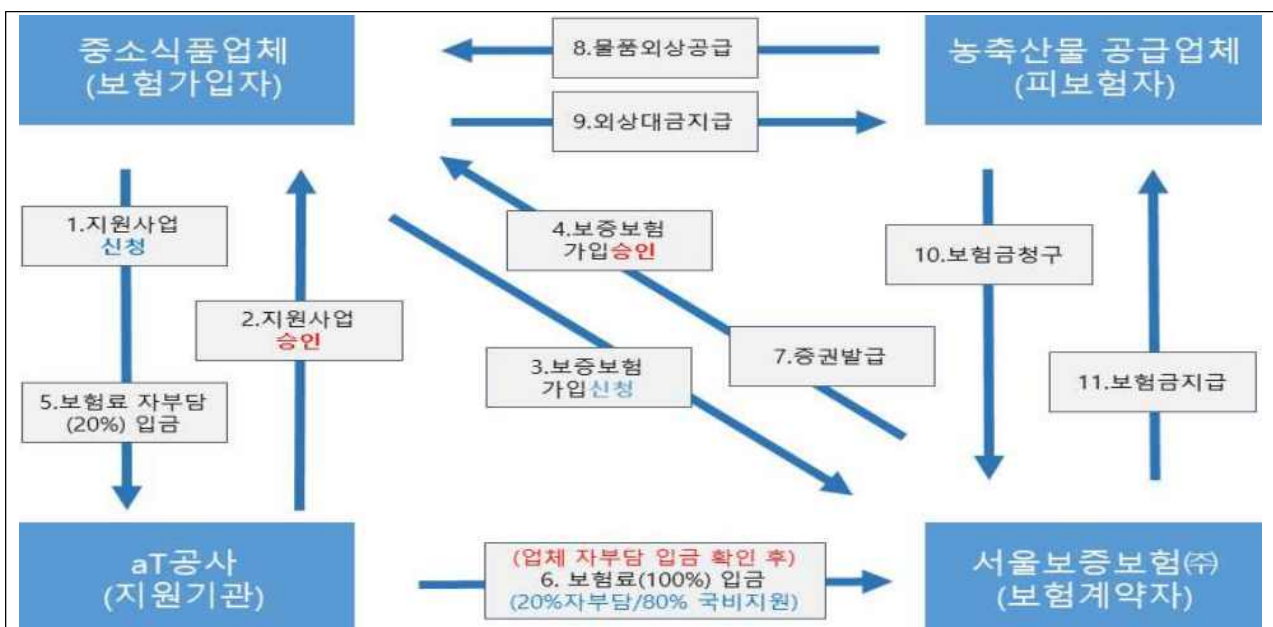 중소식품업체
(보험가입자)
8.물품외상공급
농축산물 공급업체
(피보험자)
9.외상대금지급
1.지원사업
신청
4.보증보험
가입승인
10.보험금청구
2.지원사업
승인
3.보증보험
가입신청
7.증권발급
5.보험료 자부담
(20%) 입금
11.보험금지급
aT공사
(지원기관)
(업체 자부담 입금 확인 후)
6. 보험료(100%) 입금
(20%자부담/80% 국비지원)
서울보증보험㈜
(보험계약자)